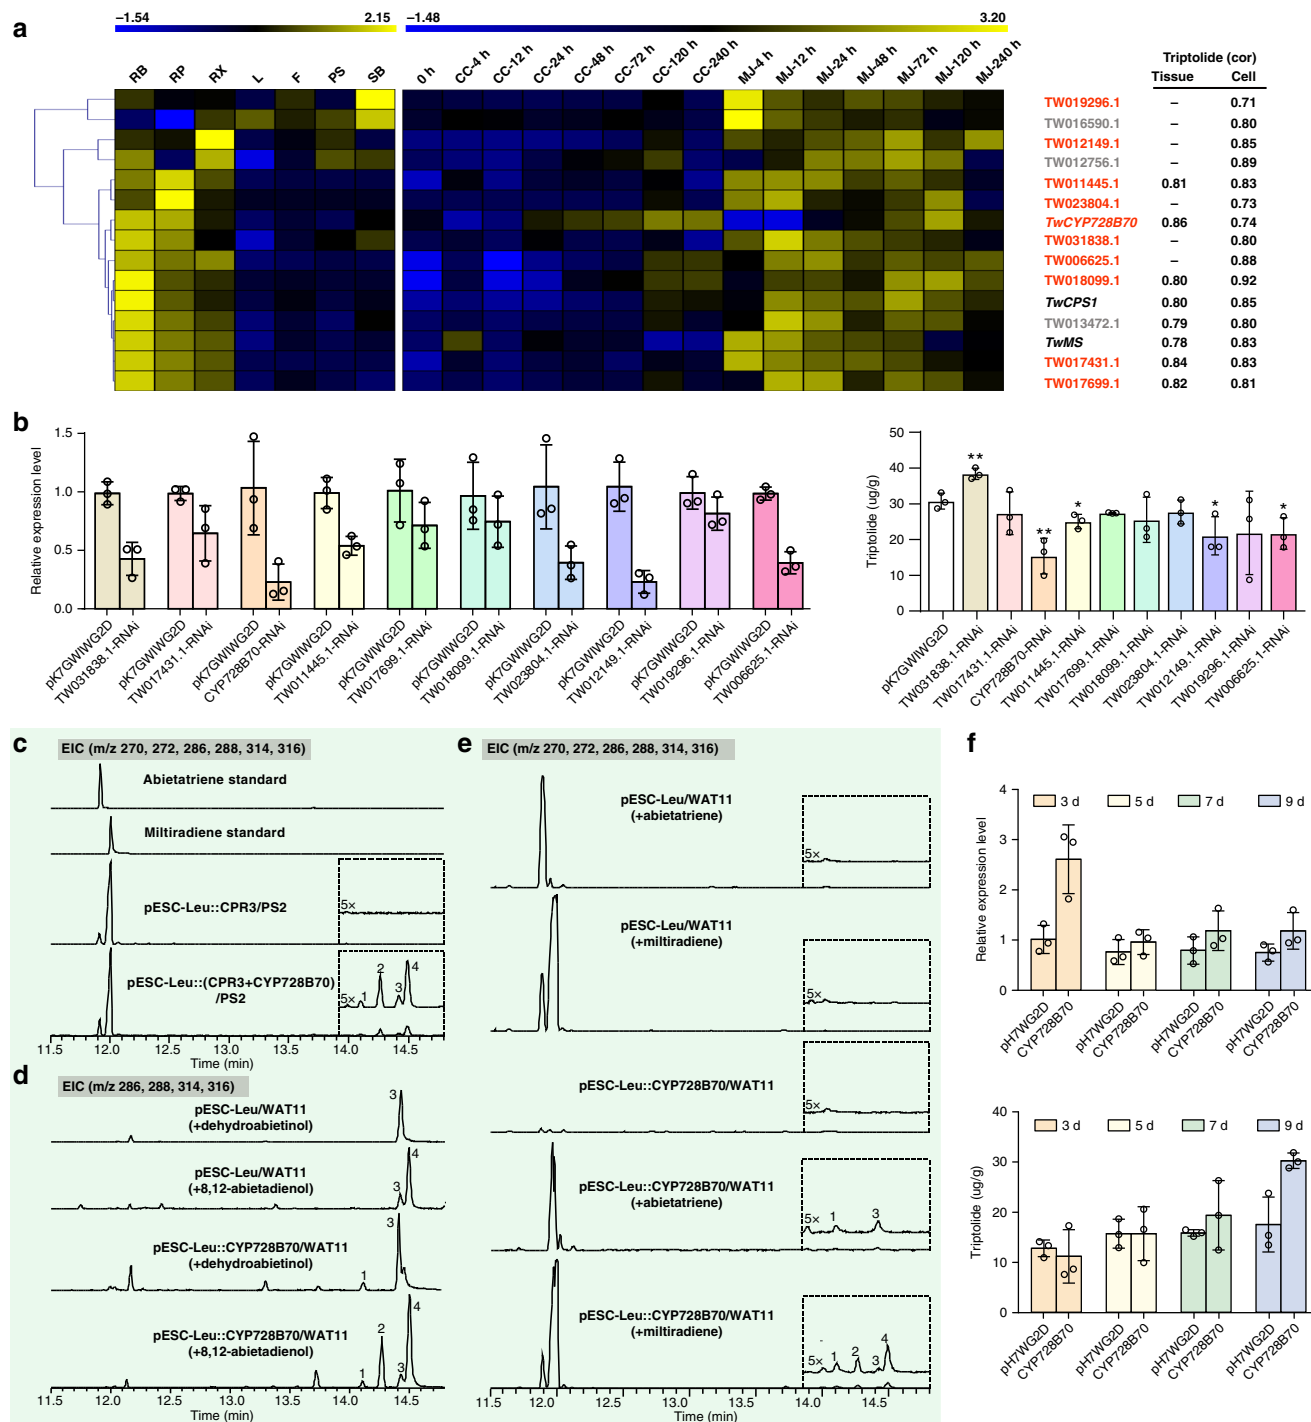 a
−1.54 2.15 −1.48 3.20
RB RP RX L F PS SB 0 h CC-4 h CC-12 h CC-24 h CC-48 h CC-72 h CC-120 h CC-240 h MJ-4 h MJ-12 h MJ-24 h MJ-48 h MJ-72 h MJ-120 h MJ-240 h
Triptolide (cor)
Tissue Cell
TW019296.1 – 0.71
TW016590.1 – 0.80
TW012149.1 – 0.85
TW012756.1 – 0.89
TW011445.1 0.81 0.83
TW023804.1 – 0.73
TwCYP728B70 0.86 0.74
TW031838.1 – 0.80
TW006625.1 – 0.88
TW018099.1 0.80 0.92
TwCPS1 0.80 0.85
TW013472.1 0.79 0.80
TwMS 0.78 0.83
TW017431.1 0.84 0.83
TW017699.1 0.82 0.81
b
Relative expression level
1.5
1.0
0.5
0.0
pK7GWIWG2D TW031838.1-RNAi pK7GWIWG2D TW017431.1-RNAi pK7GWIWG2D CYP728B70-RNAi pK7GWIWG2D TW011445.1-RNAi pK7GWIWG2D TW017699.1-RNAi pK7GWIWG2D TW018099.1-RNAi pK7GWIWG2D TW023804.1-RNAi pK7GWIWG2D TW012149.1-RNAi pK7GWIWG2D TW019296.1-RNAi pK7GWIWG2D TW006625.1-RNAi
Triptolide (ug/g)
50
40
30
20
10
0
** ** * * *
pK7GWIWG2D TW031838.1-RNAi TW017431.1-RNAi CYP728B70-RNAi TW011445.1-RNAi TW017699.1-RNAi TW018099.1-RNAi TW023804.1-RNAi TW012149.1-RNAi TW019296.1-RNAi TW006625.1-RNAi
c
EIC (m/z 270, 272, 286, 288, 314, 316)
Abietatriene standard
Miltiradiene standard
pESC-Leu::CPR3/PS2
5×
pESC-Leu::(CPR3+CYP728B70)
/PS2
5× 1 2 3 4
11.5 12.0 12.5 13.0 13.5 14.0 14.5
Time (min)
d
EIC (m/z 286, 288, 314, 316)
pESC-Leu/WAT11
(+dehydroabietinol)
3
pESC-Leu/WAT11
(+8,12-abietadienol)
3 4
pESC-Leu::CYP728B70/WAT11
(+dehydroabietinol)
1 3
pESC-Leu::CYP728B70/WAT11
(+8,12-abietadienol)
1 2 3 4
11.5 12.0 12.5 13.0 13.5 14.0 14.5
Time (min)
e
EIC (m/z 270, 272, 286, 288, 314, 316)
pESC-Leu/WAT11
(+abietatriene)
5×
pESC-Leu/WAT11
(+miltiradiene)
5×
pESC-Leu::CYP728B70/WAT11
5×
pESC-Leu::CYP728B70/WAT11
(+abietatriene)
5× 1 3
pESC-Leu::CYP728B70/WAT11
(+miltiradiene)
5× 1 2 3 4
11.5 12.0 12.5 13.0 13.5 14.0 14.5
Time (min)
f
Relative expression level
4
3
2
1
0
3 d 5 d 7 d 9 d
pH7WG2D CYP728B70 pH7WG2D CYP728B70 pH7WG2D CYP728B70 pH7WG2D CYP728B70
Triptolide (ug/g)
40
30
20
10
0
3 d 5 d 7 d 9 d
pH7WG2D CYP728B70 pH7WG2D CYP728B70 pH7WG2D CYP728B70 pH7WG2D CYP728B70